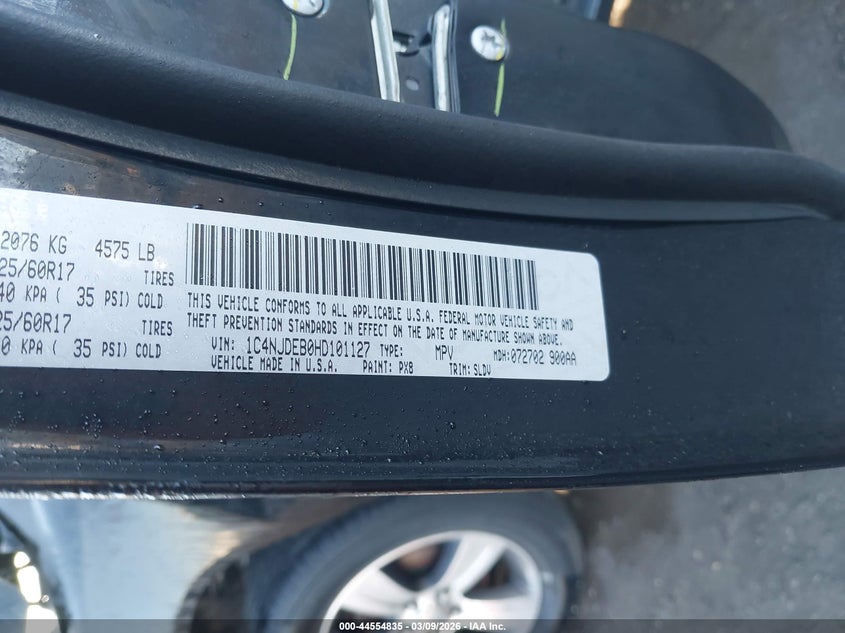 2076 KG 4575 LB
25/60R17 TIRES
40 KPA ( 35 PSI) COLD
25/60R17 TIRES
0 KPA ( 35 PSI) COLD
THIS VEHICLE CONFORMS TO ALL APPLICABLE U.S.A. FEDERAL MOTOR VEHICLE SAFETY AND
THEFT PREVENTION STANDARDS IN EFFECT ON THE DATE OF MANUFACTURE SHOWN ABOVE.
VIN: 1C4NJDEB0HD101127 TYPE: MPV MDH:072702 900AA
VEHICLE MADE IN U.S.A. PAINT: PX8 TRIM: SLDV
000-44554835 - 03/09/2026 - IAA Inc.